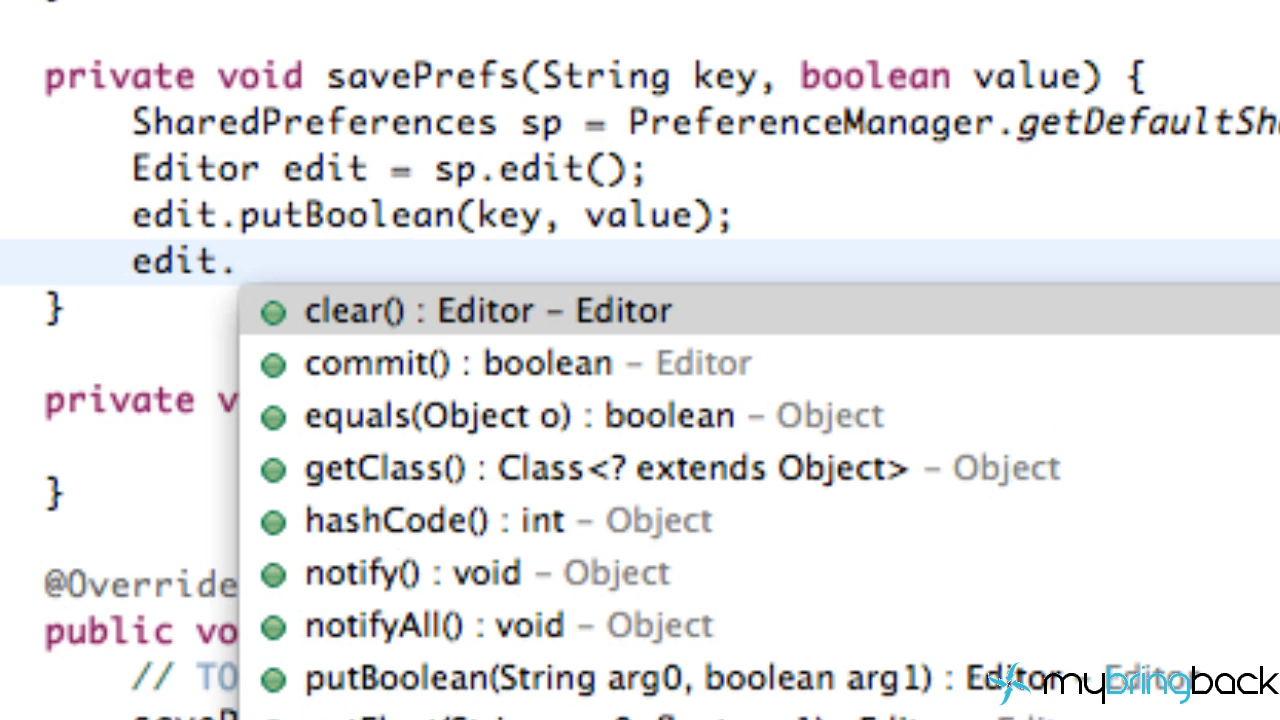 private void savePrefs(String key, boolean value) {
SharedPreferences sp = PreferenceManager.getDefaultSh
Editor edit = sp.edit();
edit.putBoolean(key, value);
edit.
}
clear() : Editor – Editor
commit() : boolean – Editor
private v
equals(Object o) : boolean – Object
getClass() : Class<? extends Object> – Object
}
hashCode() : int – Object
@Override
notify() : void – Object
public vo
notifyAll() : void – Object
// TO
putBoolean(String arg0, boolean arg1) : Editor – Editor
mybringback